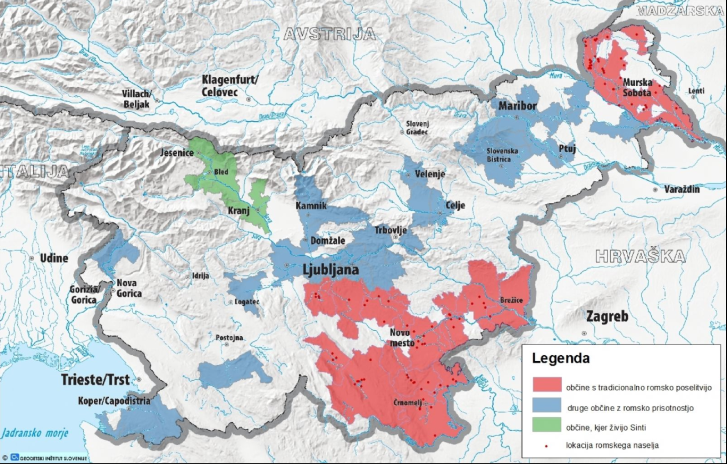 AVSTRIJA
MADŽARSKA
Klagenfurt/
Celovec
Villach/
Beljak
Murska
Sobota
Lenti
Mura
Maribor
Slovenj
Gradec
Jesenice
Bled
Velenje
Slovenska
Bistrica
Ptuj
ITALIJA
Varaždin
Kranj
Kamnik
Celje
Trbovlje
Domžale
Udine
HRVAŠKA
Ljubljana
Idrija
Nova
Gorica
Gorizia/
Gorica
Logatec
Brežice
Zagreb
Postojna
Novo
mesto
Trieste/Trst
Črnomelj
Koper/Capodistria
Jadransko morje
Legenda
občine s tradicionalno romsko poselitvijo
druge občine z romsko prisotnostjo
občine, kjer živijo Sinti
lokacija romskega naselja
© GEOGRAFSKI INŠTITUT SLOVENIJE